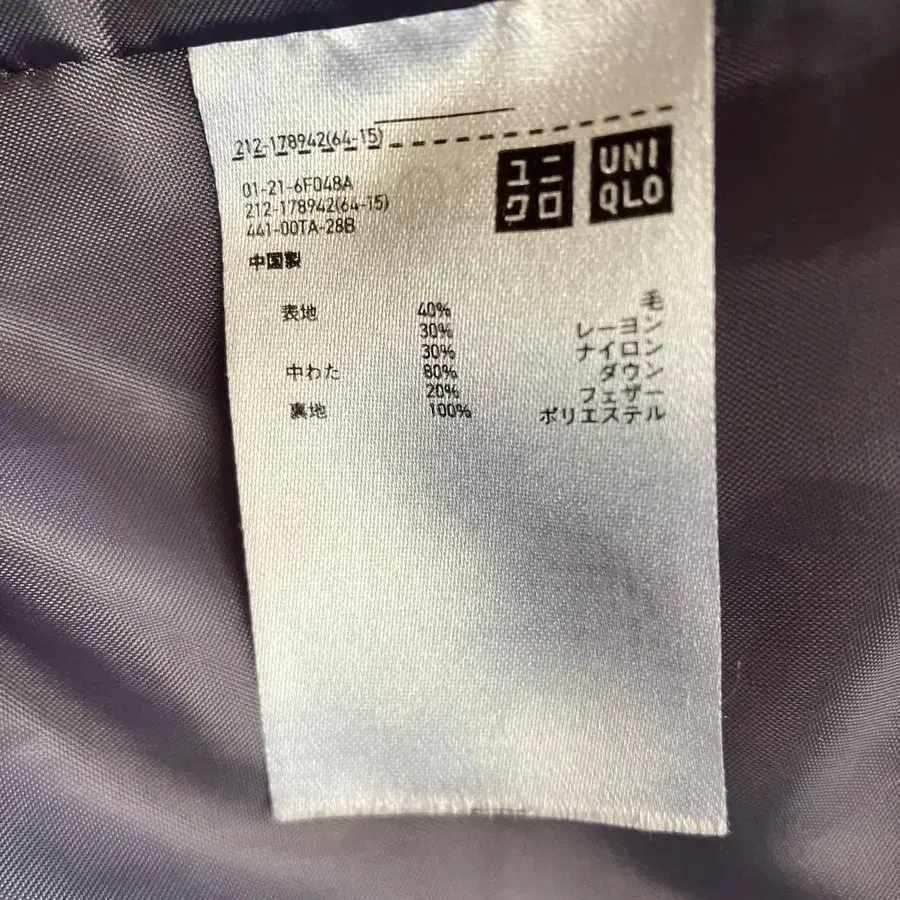 212-178942(64-15)
ユニクロ
UNIQLO
01-21-6F048A
212-178942(64-15)
441-00TA-28B
中国製
表地 40% 毛
30% レーヨン
30% ナイロン
中わた 80% ダウン
20% フェザー
裏地 100% ポリエステル